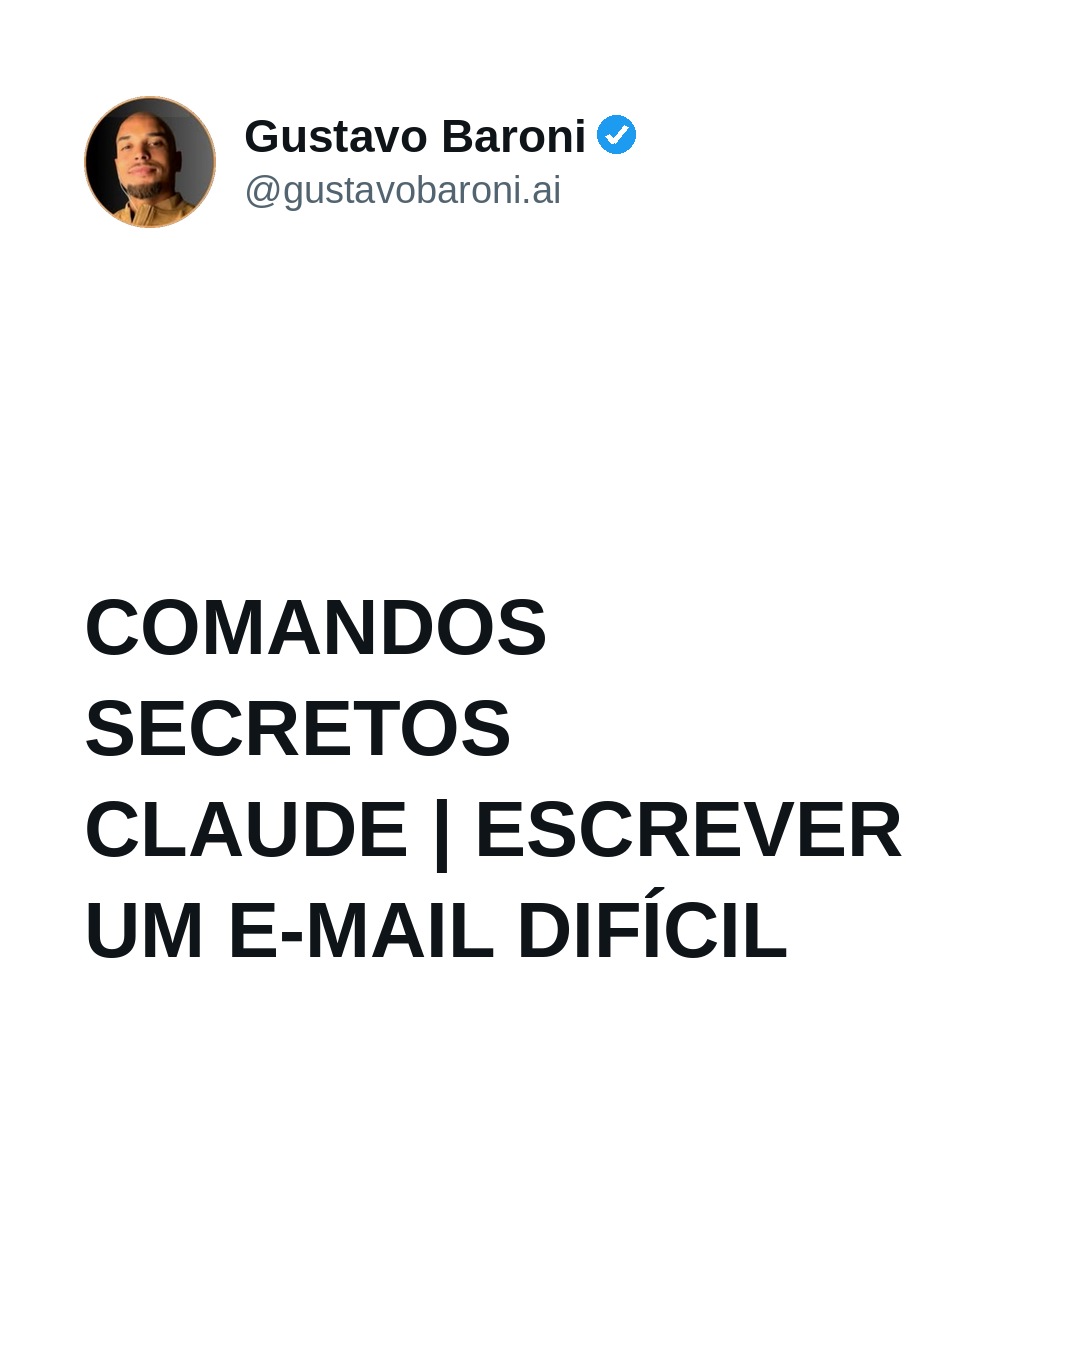 Gustavo Baroni
@gustavobaroni.ai
COMANDOS
SECRETOS
CLAUDE | ESCREVER
UM E-MAIL DIFÍCIL